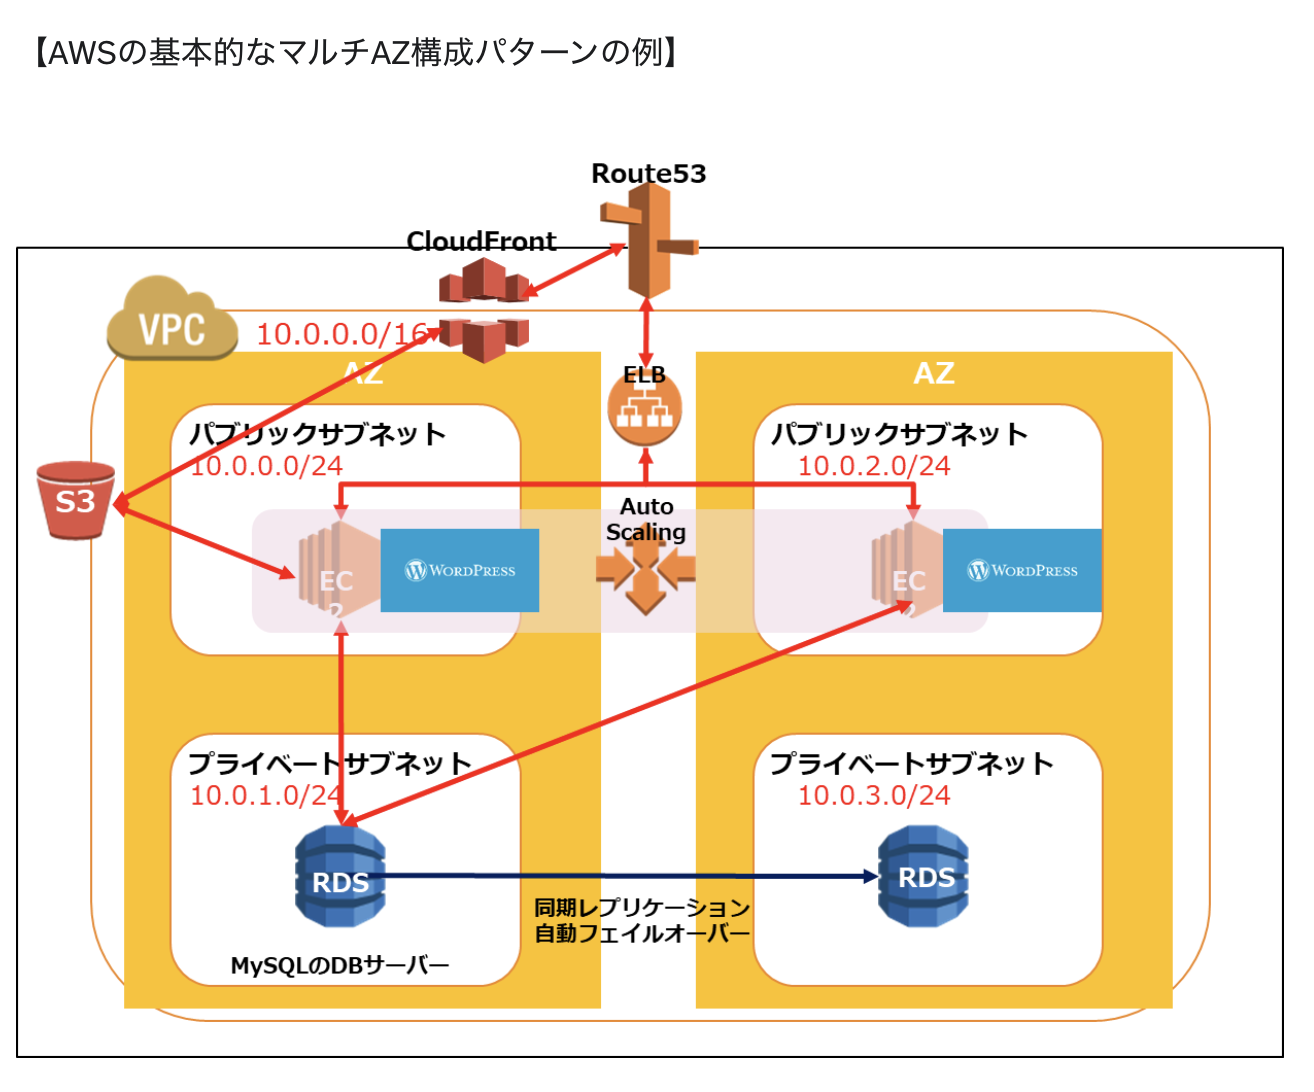 【AWSの基本的なマルチAZ構成パターンの例】
Route53
CloudFront
VPC
10.0.0.0/16
AZ
AZ
ELB
パブリックサブネット
10.0.0.0/24
パブリックサブネット
10.0.2.0/24
S3
Auto
Scaling
EC
2
WORDPRESS
EC
2
WORDPRESS
プライベートサブネット
10.0.1.0/24
プライベートサブネット
10.0.3.0/24
RDS
RDS
同期レプリケーション
自動フェイルオーバー
MySQLのDBサーバー